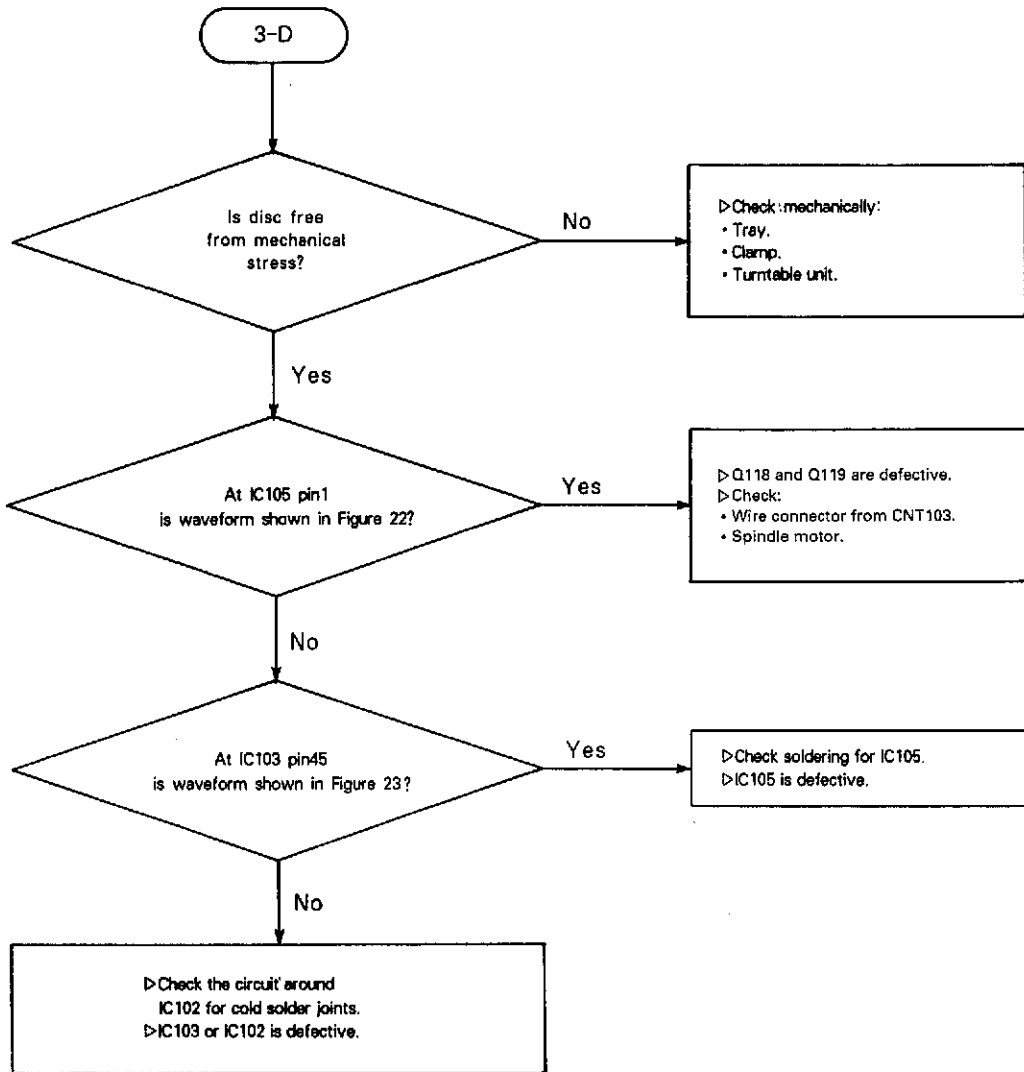 3-D
Is disc free
from mechanical
stress?
No
▷Check mechanically:
• Tray.
• Clamp.
• Turntable unit.
Yes
At IC105 pin1
is waveform shown in Figure 22?
Yes
▷Q118 and Q119 are defective.
▷Check:
• Wire connector from CNT103.
• Spindle motor.
No
At IC103 pin45
is waveform shown in Figure 23?
Yes
▷Check soldering for IC105.
▷IC105 is defective.
No
▷Check the circuit around
IC102 for cold solder joints.
▷IC103 or IC102 is defective.